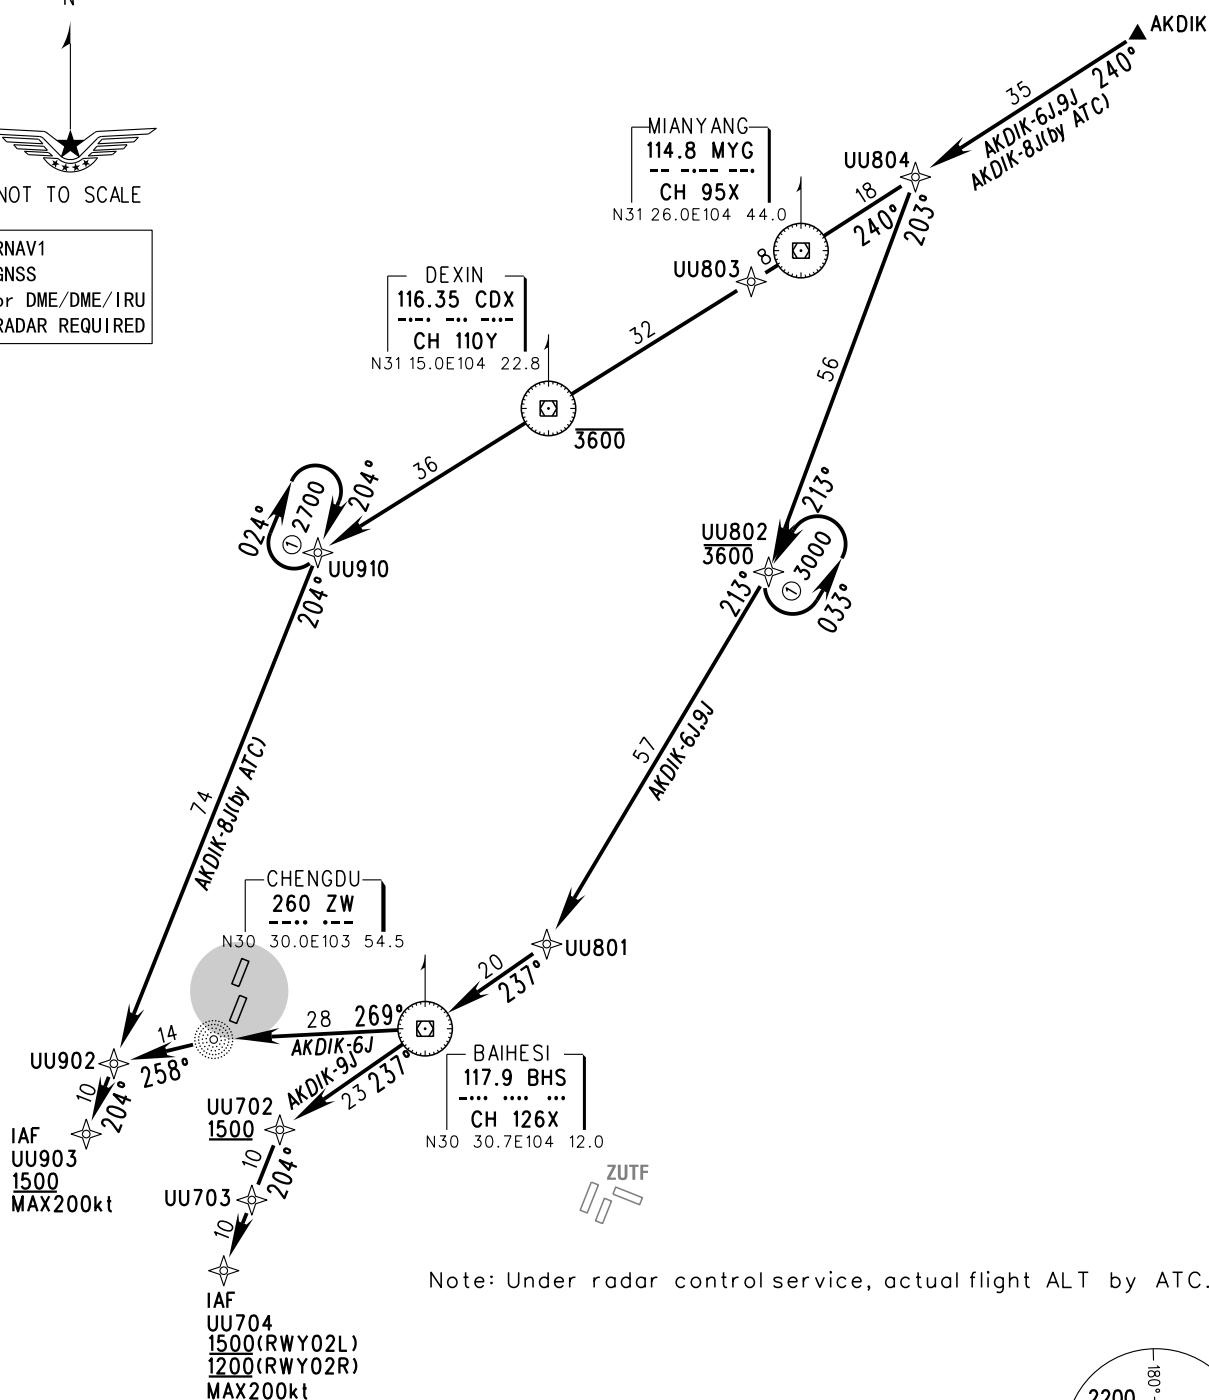 N
NOT TO SCALE
RNAV1
GNSS
or DME/DME/IRU
RADAR REQUIRED
AKDIK
240°
35
AKDIK-6J,9J
AKDIK-8J(by ATC)
MIANYANG
114.8 MYG
CH 95X
N31 26.0E104 44.0
UU804
18
240°
203°
8
UU803
DEXIN
116.35 CDX
CH 110Y
N31 15.0E104 22.8
32
56
3600
36
204°
2700
1
024°
UU910
204°
213°
UU802
3600
3000
1
213°
033°
57
AKDIK-6J,9J
74
AKDIK-8J(by ATC)
CHENGDU
260 ZW
N30 30.0E103 54.5
UU801
20
237°
269°
28
AKDIK-6J
14
258°
UU902
10
204°
AKDIK-9J
23 237°
BAIHESI
117.9 BHS
CH 126X
N30 30.7E104 12.0
UU702
1500
IAF
UU903
1500
MAX200kt
10
204°
UU703
10
ZUTF
IAF
UU704
1500(RWY02L)
1200(RWY02R)
MAX200kt
Note: Under radar control service, actual flight ALT by ATC.
180°
2200